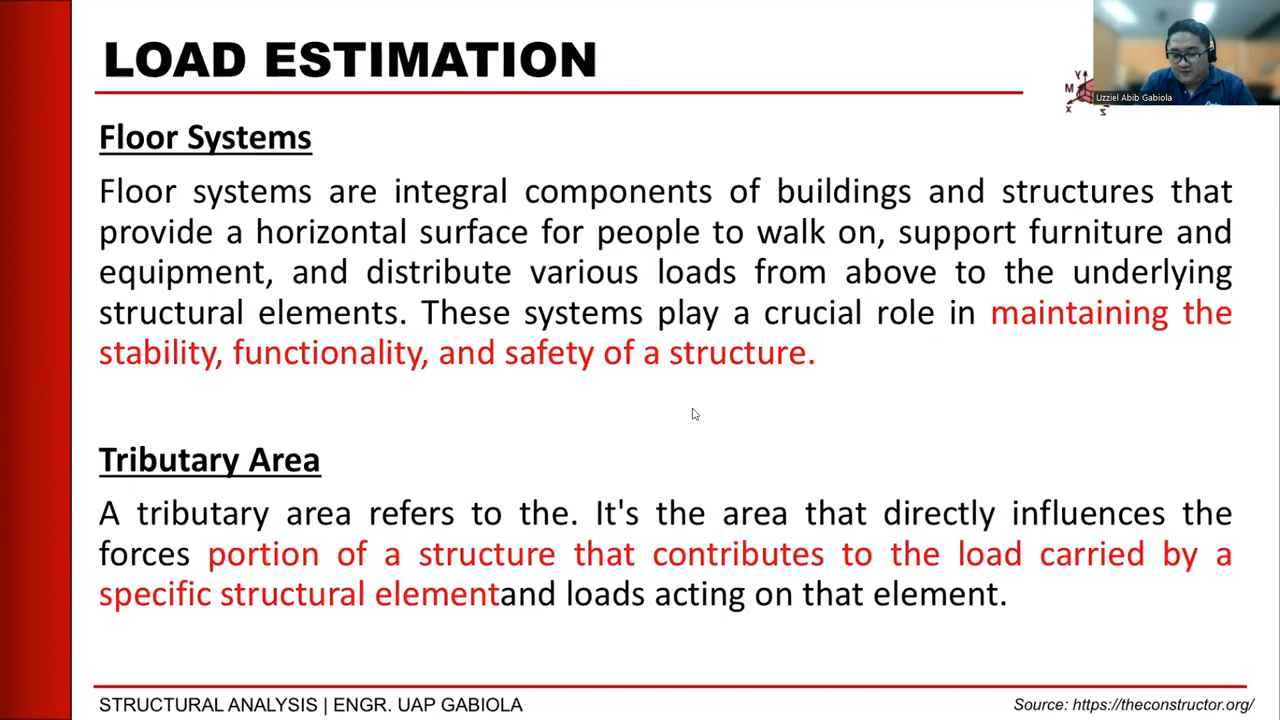 LOAD ESTIMATION
Y
M
X
Z
Uzziel Abib Gabiola
Floor Systems
Floor systems are integral components of buildings and structures that
provide a horizontal surface for people to walk on, support furniture and
equipment, and distribute various loads from above to the underlying
structural elements. These systems play a crucial role in maintaining the
stability, functionality, and safety of a structure.
Tributary Area
A tributary area refers to the. It's the area that directly influences the
forces portion of a structure that contributes to the load carried by a
specific structural elementand loads acting on that element.
STRUCTURAL ANALYSIS | ENGR. UAP GABIOLA
Source: https://theconstructor.org/